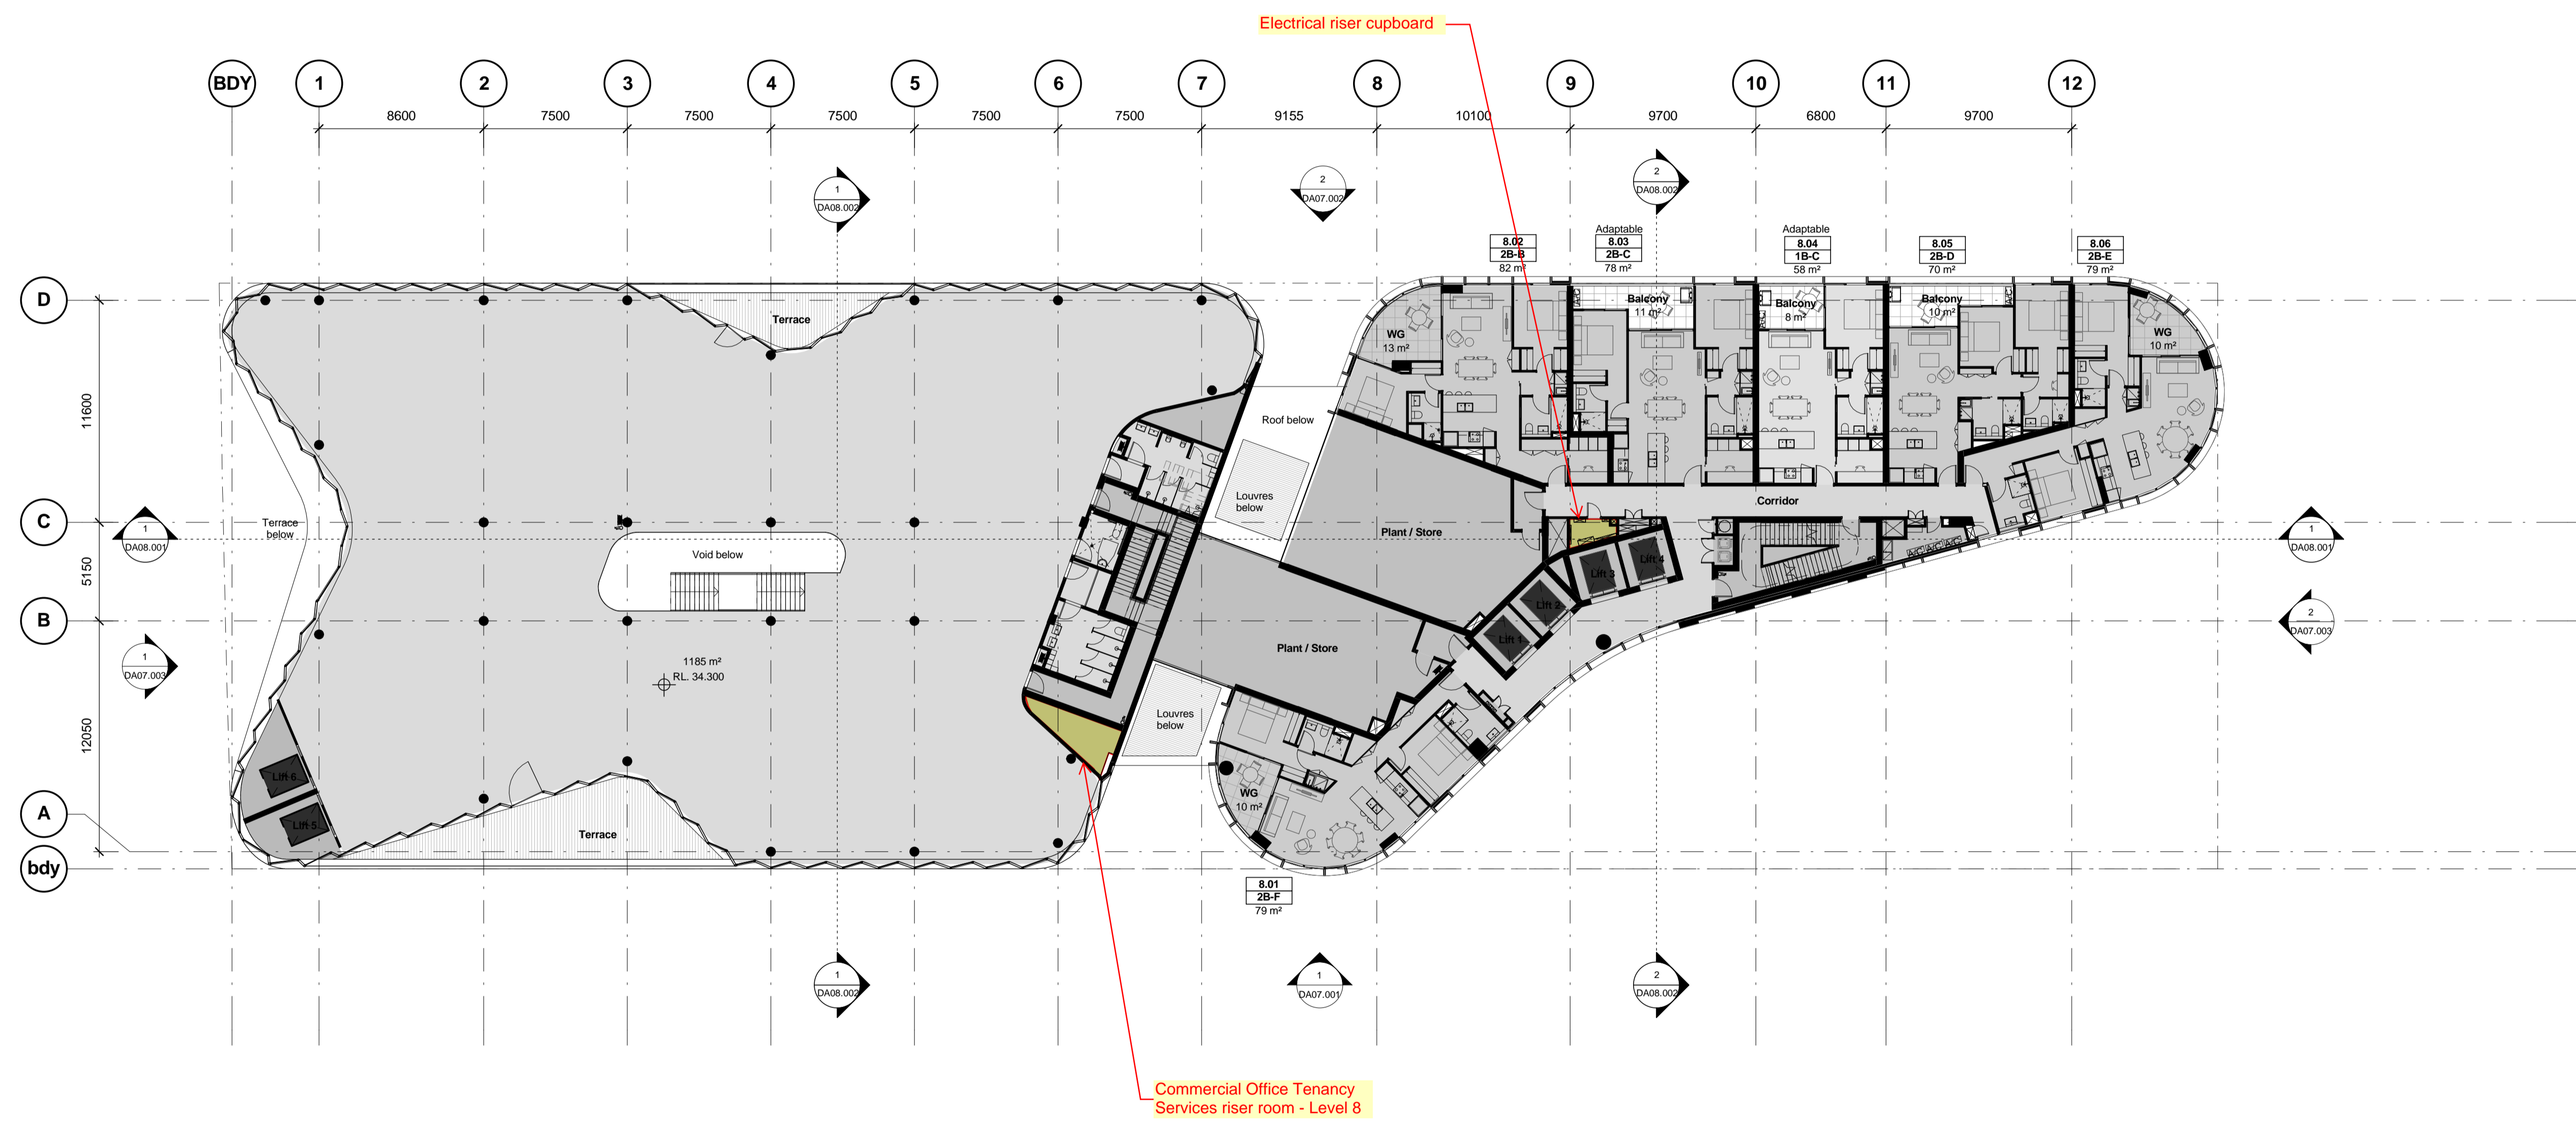 Electrical riser cupboard
BDY
1
2
3
4
5
6
7
8
9
10
11
12
8600
7500
7500
7500
7500
7500
9155
10100
9700
6800
9700
1
DA08.002
2
DA07.002
2
DA08.002
8.02
2B-B
82 m²
Adaptable
8.03
2B-C
78 m²
Adaptable
8.04
1B-C
58 m²
8.05
2B-D
70 m²
8.06
2B-E
79 m²
D
C
B
A
bdy
11600
5150
12050
Terrace
WG
13 m²
Balcony
11 m²
Balcony
8 m²
Balcony
10 m²
WG
10 m²
Roof below
Louvres
below
Corridor
Terrace
below
Void below
Plant / Store
Lift 4
Lift 3
Lift 2
Lift 1
Plant / Store
A/C
A/C
A/C
A/C
1
DA08.001
1
DA08.001
1
DA07.003
2
DA07.003
1185 m²
RL. 34.300
Louvres
below
Lift 6
Lift 5
WG
10 m²
Terrace
8.01
2B-F
79 m²
1
DA08.002
1
DA07.001
2
DA08.002
Commercial Office Tenancy
Services riser room - Level 8